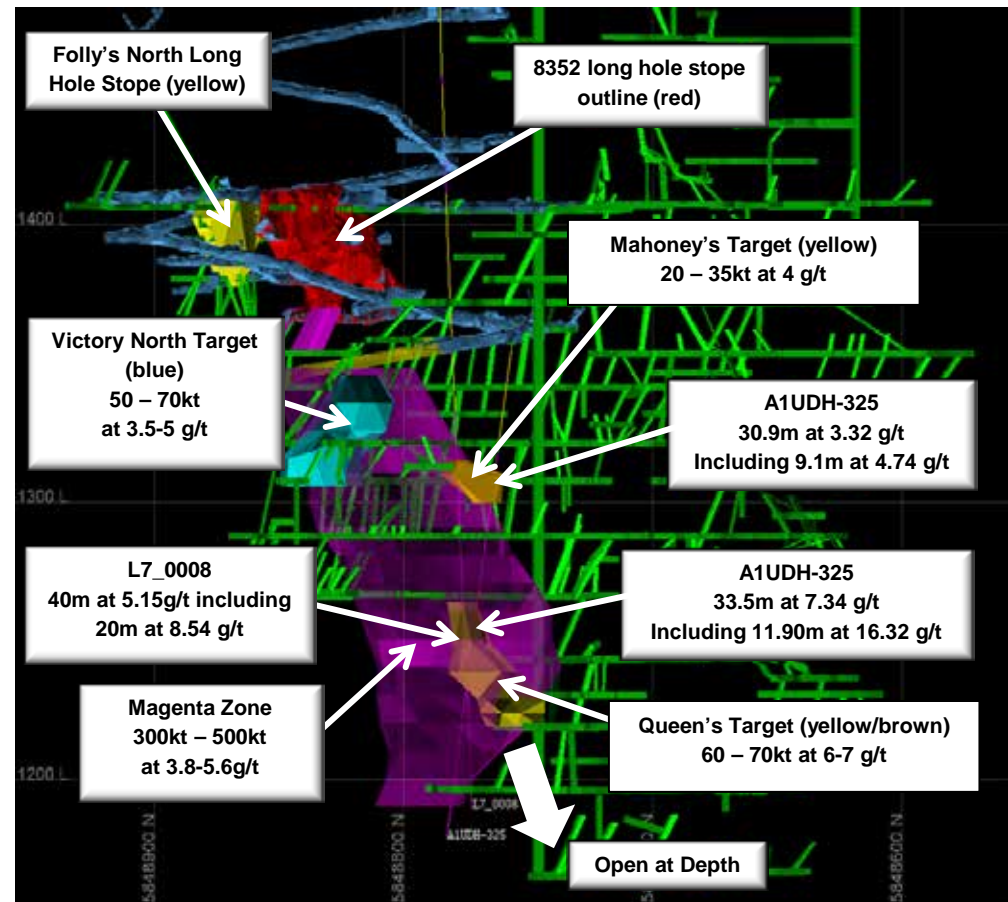 Folly’s North Long
Hole Stope (yellow)
8352 long hole stope
outline (red)
1400 L
Mahoney’s Target (yellow)
20 – 35kt at 4 g/t
Victory North Target
(blue)
50 – 70kt
at 3.5-5 g/t
A1UDH-325
30.9m at 3.32 g/t
Including 9.1m at 4.74 g/t
1300 L
L7_0008
40m at 5.15g/t including
20m at 8.54 g/t
A1UDH-325
33.5m at 7.34 g/t
Including 11.90m at 16.32 g/t
Magenta Zone
300kt – 500kt
at 3.8-5.6g/t
Queen’s Target (yellow/brown)
60 – 70kt at 6-7 g/t
1200 L
L7_0008
A1UDH-325
Open at Depth
5848900 N
5848800 N
5848600 N